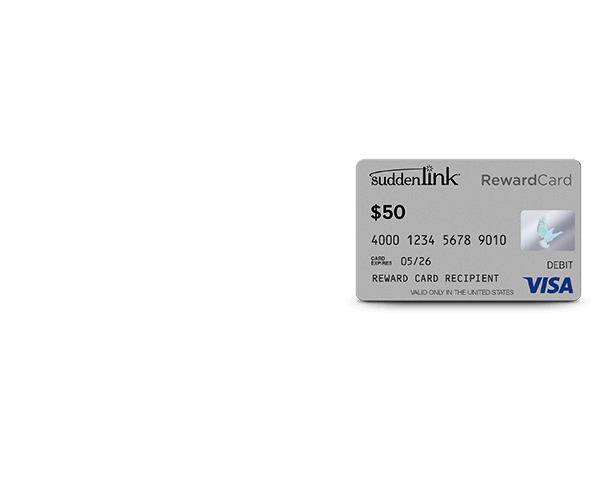 suddenlink RewardCard
$50
4000 1234 5678 9010
CARD EXPIRES 05/26
DEBIT
REWARD CARD RECIPIENT
VISA
VALID ONLY IN THE UNITED STATES